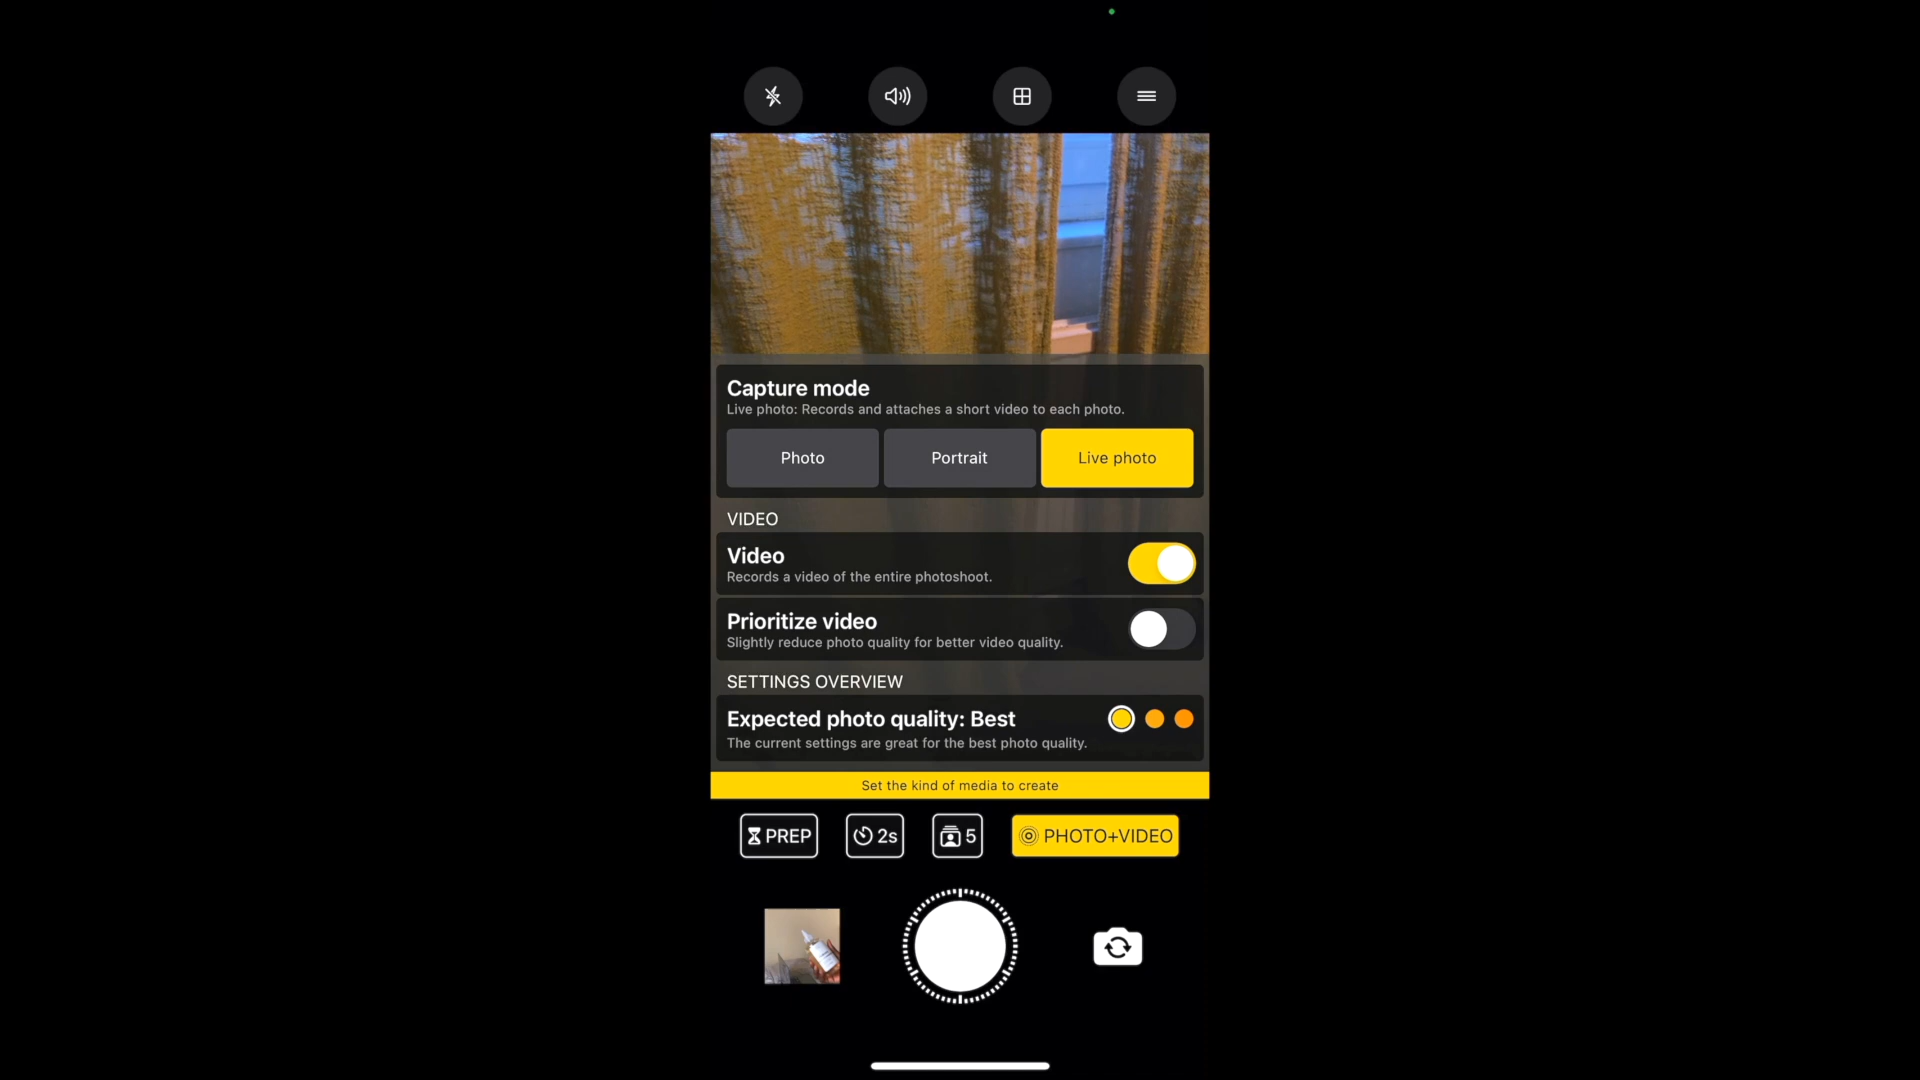 Capture mode
Live photo: Records and attaches a short video to each photo.
Photo
Portrait
Live photo
VIDEO
Video
Records a video of the entire photoshoot.
Prioritize video
Slightly reduce photo quality for better video quality.
SETTINGS OVERVIEW
Expected photo quality: Best
The current settings are great for the best photo quality.
Set the kind of media to create
PREP
2s
5
PHOTO+VIDEO